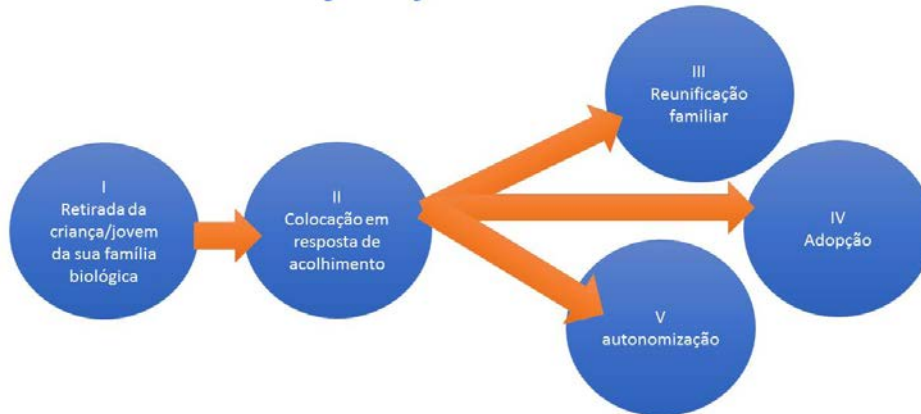 I
Retirada da
criança/jovem
da sua família
biológica
II
Colocação em
resposta de
acolhimento
III
Reunificação
familiar
IV
Adopção
V
autonomização